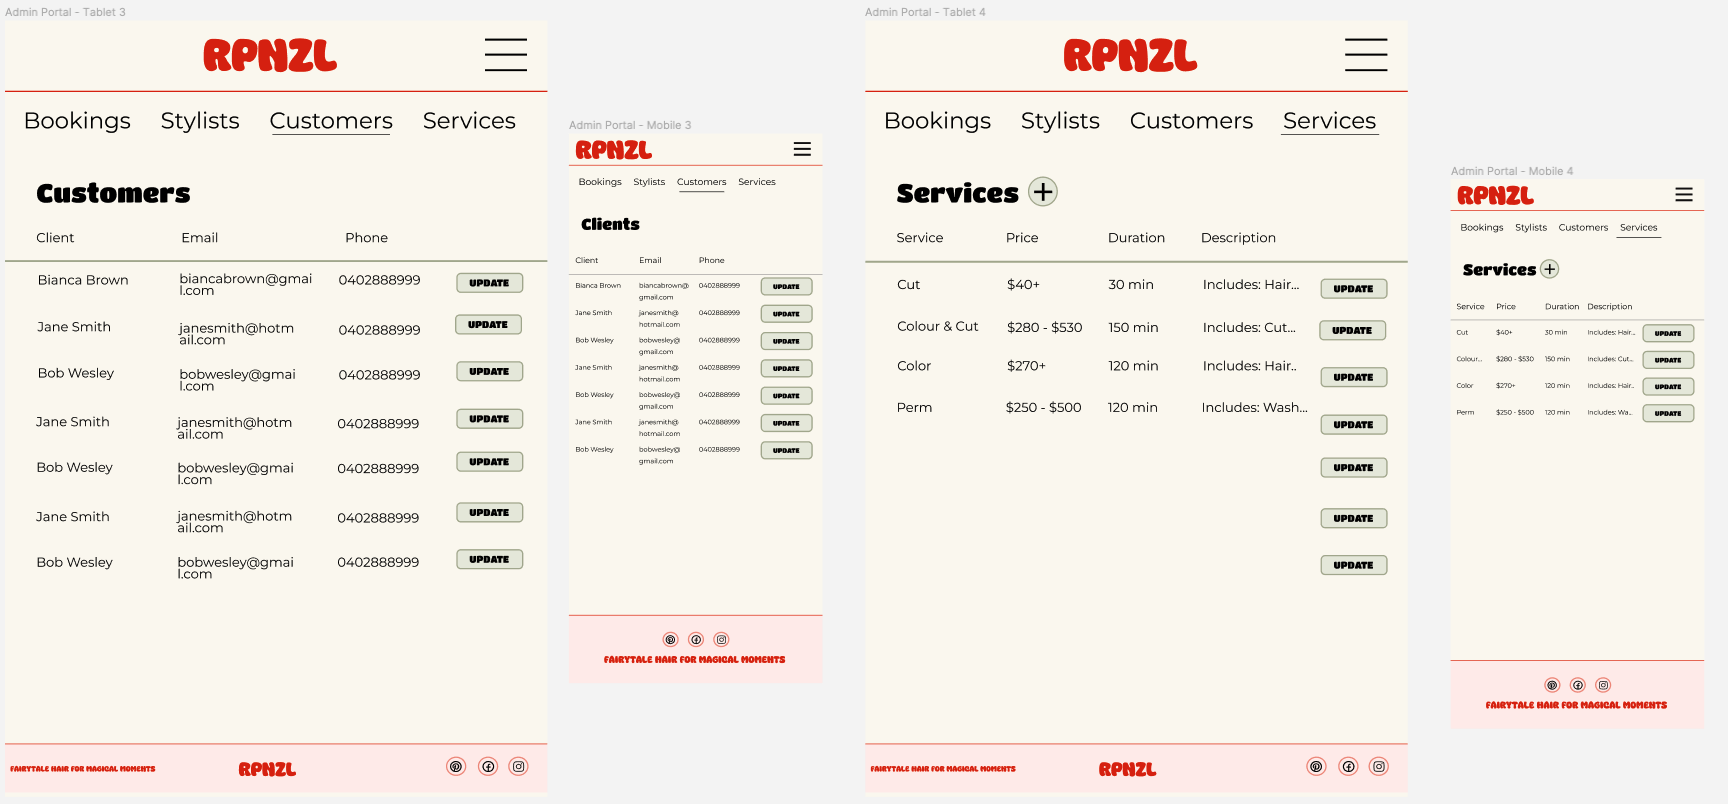 Admin Portal - Tablet 3
RPNZL
Bookings Stylists Customers Services
Customers
Client Email Phone
Bianca Brown biancabrown@gmai 0402888999 UPDATE
l.com
Jane Smith janesmith@hotm 0402888999 UPDATE
ail.com
Bob Wesley bobwesley@gmai 0402888999 UPDATE
l.com
Jane Smith janesmith@hotm 0402888999 UPDATE
ail.com
Bob Wesley bobwesley@gmai 0402888999 UPDATE
l.com
Jane Smith janesmith@hotm 0402888999 UPDATE
ail.com
Bob Wesley bobwesley@gmai 0402888999 UPDATE
l.com
FAIRYTALE HAIR FOR MAGICAL MOMENTS RPNZL
Admin Portal - Mobile 3
RPNZL
Bookings Stylists Customers Services
Clients
Client Email Phone
Bianca Brown biancabrown@ 0402888999 UPDATE
gmail.com
Jane Smith janesmith@ 0402888999 UPDATE
hotmail.com
Bob Wesley bobwesley@ 0402888999 UPDATE
gmail.com
Jane Smith janesmith@ 0402888999 UPDATE
hotmail.com
Bob Wesley bobwesley@ 0402888999 UPDATE
gmail.com
Jane Smith janesmith@ 0402888999 UPDATE
hotmail.com
Bob Wesley bobwesley@ 0402888999 UPDATE
gmail.com
FAIRYTALE HAIR FOR MAGICAL MOMENTS
Admin Portal - Tablet 4
RPNZL
Bookings Stylists Customers Services
Services +
Service Price Duration Description
Cut $40+ 30 min Includes: Hair... UPDATE
Colour & Cut $280 - $530 150 min Includes: Cut... UPDATE
Color $270+ 120 min Includes: Hair.. UPDATE
Perm $250 - $500 120 min Includes: Wash... UPDATE
UPDATE
UPDATE
UPDATE
FAIRYTALE HAIR FOR MAGICAL MOMENTS RPNZL
Admin Portal - Mobile 4
RPNZL
Bookings Stylists Customers Services
Services +
Service Price Duration Description
Cut $40+ 30 min Includes: Hair... UPDATE
Colour... $280 - $530 150 min Includes: Cut... UPDATE
Color $270+ 120 min Includes: Hair.. UPDATE
Perm $250 - $500 120 min Includes: Wa... UPDATE
FAIRYTALE HAIR FOR MAGICAL MOMENTS